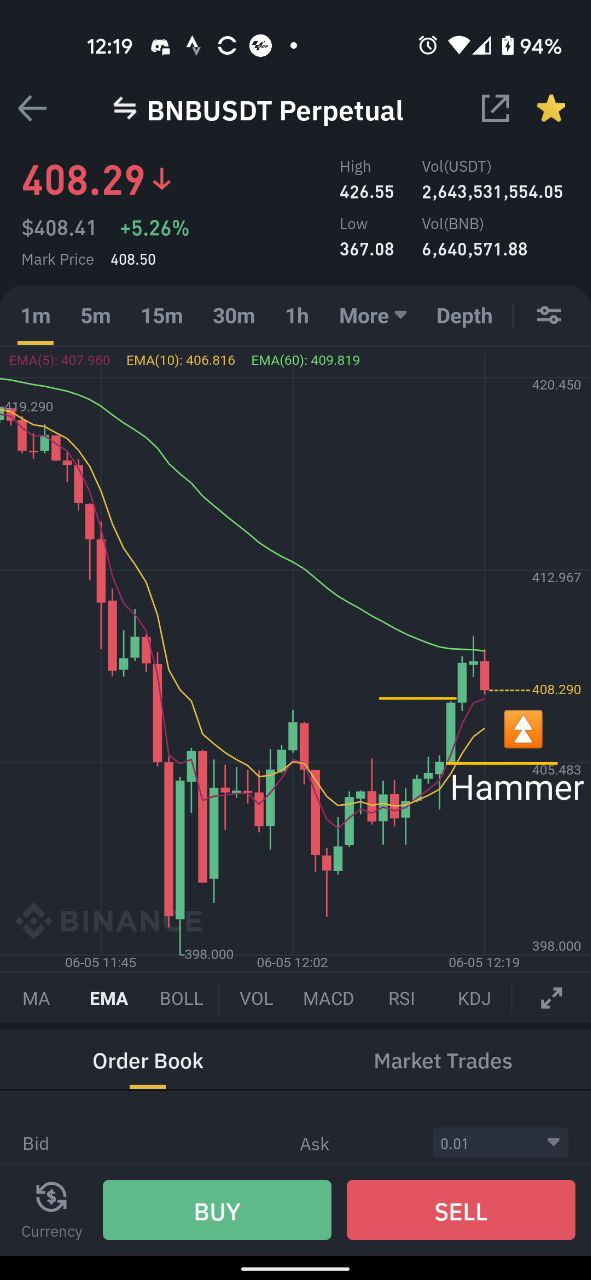 12:19
94%
BNBUSDT Perpetual
408.29
High
Vol(USDT)
426.55
2,643,531,554.05
$408.41 +5.26%
Low
Vol(BNB)
Mark Price 408.50
367.08
6,640,571.88
1m 5m 15m 30m 1h More Depth
EMA(5): 407.960 EMA(10): 406.816 EMA(60): 409.819
420.450
419.290
412.967
408.290
405.483
Hammer
BINANCE
398.000
398.000
06-05 11:45 06-05 12:02 06-05 12:19
MA EMA BOLL VOL MACD RSI KDJ
Order Book Market Trades
Bid Ask 0.01
Currency
BUY
SELL